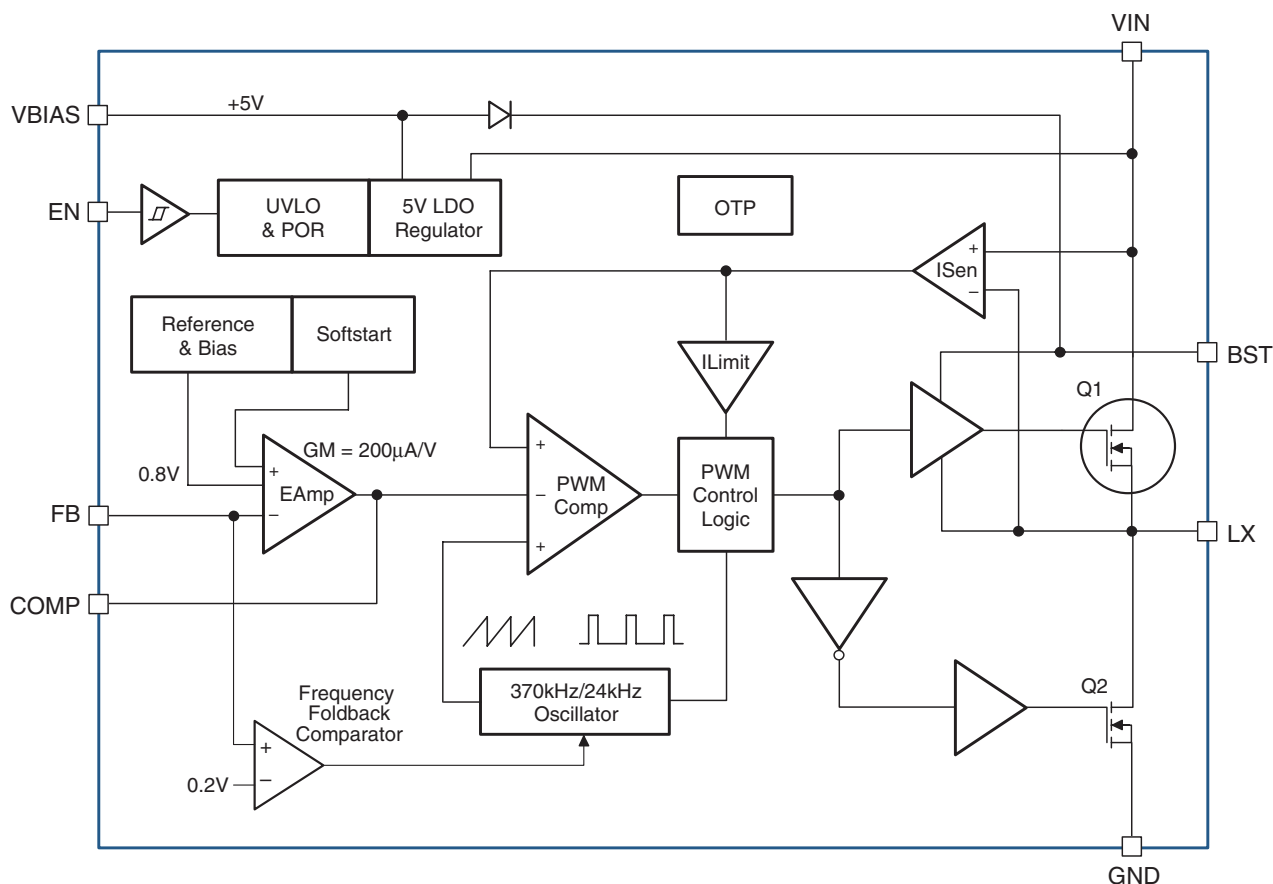 VIN
VBIAS
+5V
EN
UVLO
& POR
5V LDO
Regulator
OTP
+
ISen
−
Reference
& Bias
Softstart
ILimit
BST
Q1
GM = 200μA/V
0.8V
+
EAmp
−
+
−
PWM
Comp
+
PWM
Control
Logic
FB
LX
COMP
370kHz/24kHz
Oscillator
Q2
Frequency
Foldback
Comparator
+
0.2V
−
GND